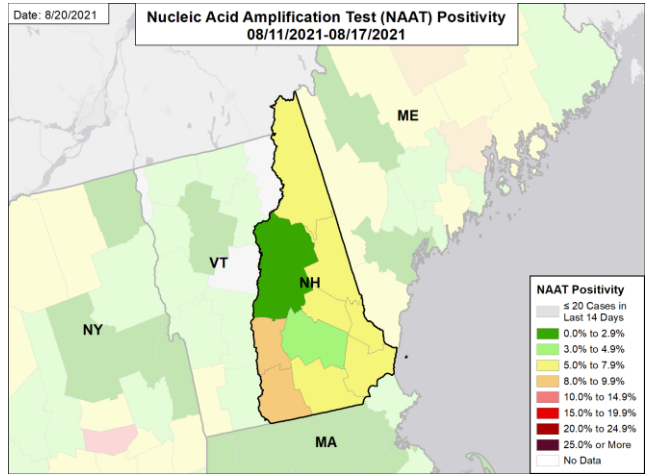 Date: 8/20/2021
Nucleic Acid Amplification Test (NAAT) Positivity
08/11/2021-08/17/2021
ME
VT
NH
NY
MA
NAAT Positivity
≤ 20 Cases in
Last 14 Days
0.0% to 2.9%
3.0% to 4.9%
5.0% to 7.9%
8.0% to 9.9%
10.0% to 14.9%
15.0% to 19.9%
20.0% to 24.9%
25.0% or More
No Data